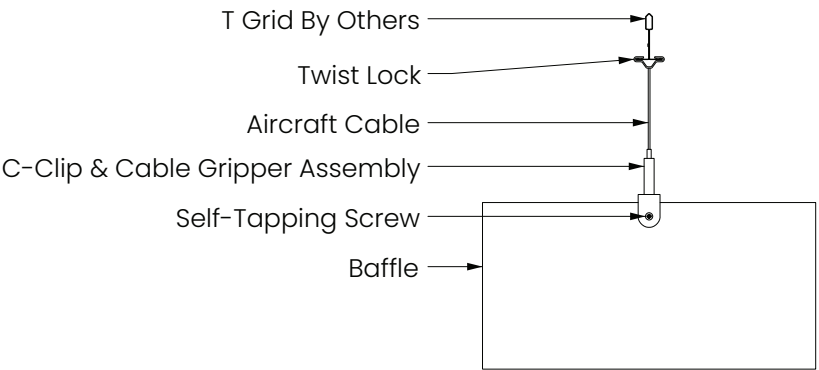 T Grid By Others
Twist Lock
Aircraft Cable
C-Clip & Cable Gripper Assembly
Self-Tapping Screw
Baffle